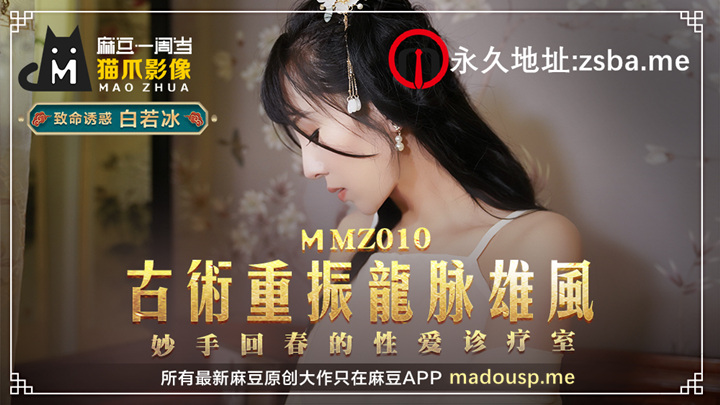 麻豆一闹当
猫爪影像
MAO ZHUA
致命诱惑 白若冰
永久地址:zsba.me
MMZ010
古術重振龍脉雄風
妙手回春的性爱诊疗室
所有最新麻豆原创大作只在麻豆APP madousp.me